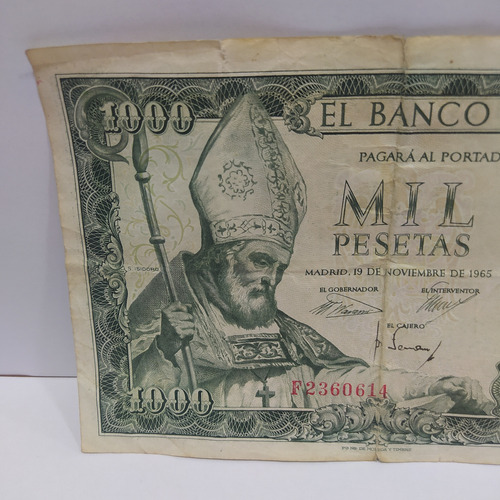 1000
EL BANCO
PAGARÁ AL PORTAD
MIL
PESETAS
S. ISIDORO
MADRID, 19 DE NOVIEMBRE DE 1965
EL GOBERNADOR
EL INTERVENTOR
EL CAJERO
F2360614
1000